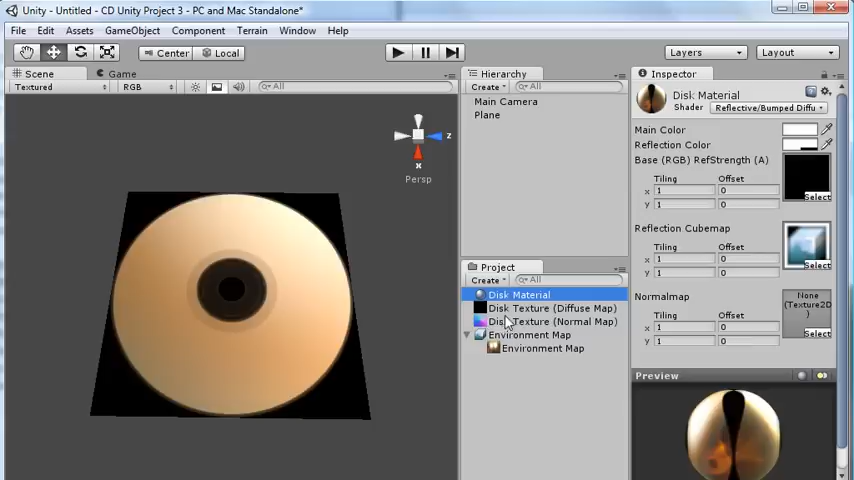 Unity - Untitled - CD Unity Project 3 - PC and Mac Standalone*
File Edit Assets GameObject Component Terrain Window Help
Center Local Layers Layout
Scene Game
Textured RGB All
z
x
Persp
Hierarchy
Create All
Main Camera
Plane
Project
Create All
Disk Material
Disk Texture (Diffuse Map)
Disk Texture (Normal Map)
Environment Map
Environment Map
Inspector
Disk Material
Shader Reflective/Bumped Diffu
Main Color
Reflection Color
Base (RGB) RefStrength (A)
Tiling Offset
x 1 0
y 1 0
Select
Reflection Cubemap
Tiling Offset
x 1 0
y 1 0
Select
Normalmap
None
(Texture2D
)
Tiling Offset
x 1 0
y 1 0
Select
Preview